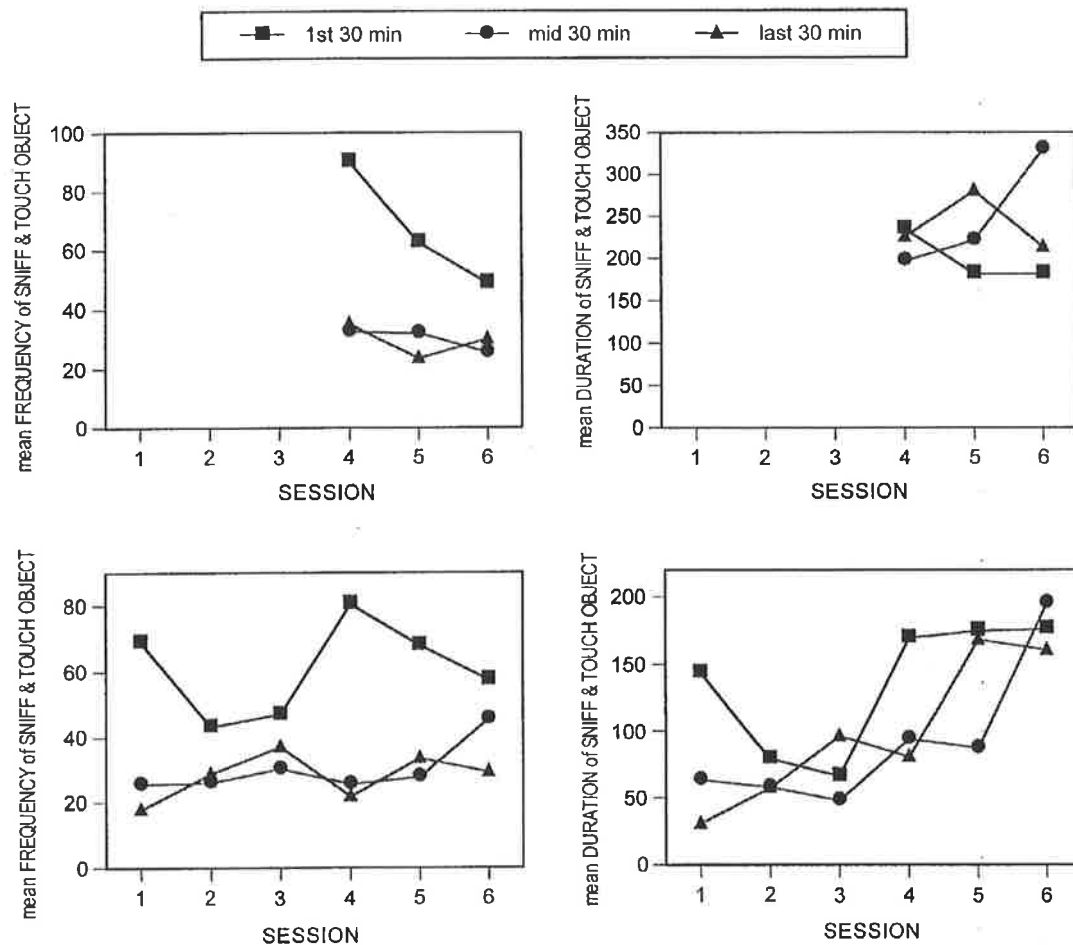 1st 30 min mid 30 min last 30 min
mean FREQUENCY of SNIFF & TOUCH OBJECT
100
80
60
40
20
0
1 2 3 4 5 6
SESSION
mean DURATION of SNIFF & TOUCH OBJECT
350
300
250
200
150
100
50
0
1 2 3 4 5 6
SESSION
mean FREQUENCY of SNIFF & TOUCH OBJECT
80
60
40
20
0
1 2 3 4 5 6
SESSION
mean DURATION of SNIFF & TOUCH OBJECT
200
150
100
50
0
1 2 3 4 5 6
SESSION